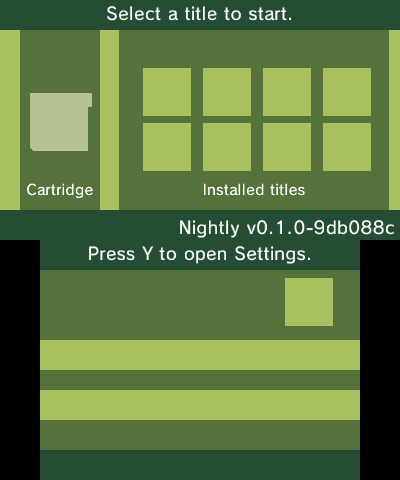 Select a title to start.
Cartridge
Installed titles
Nightly v0.1.0-9db088c
Press Y to open Settings.